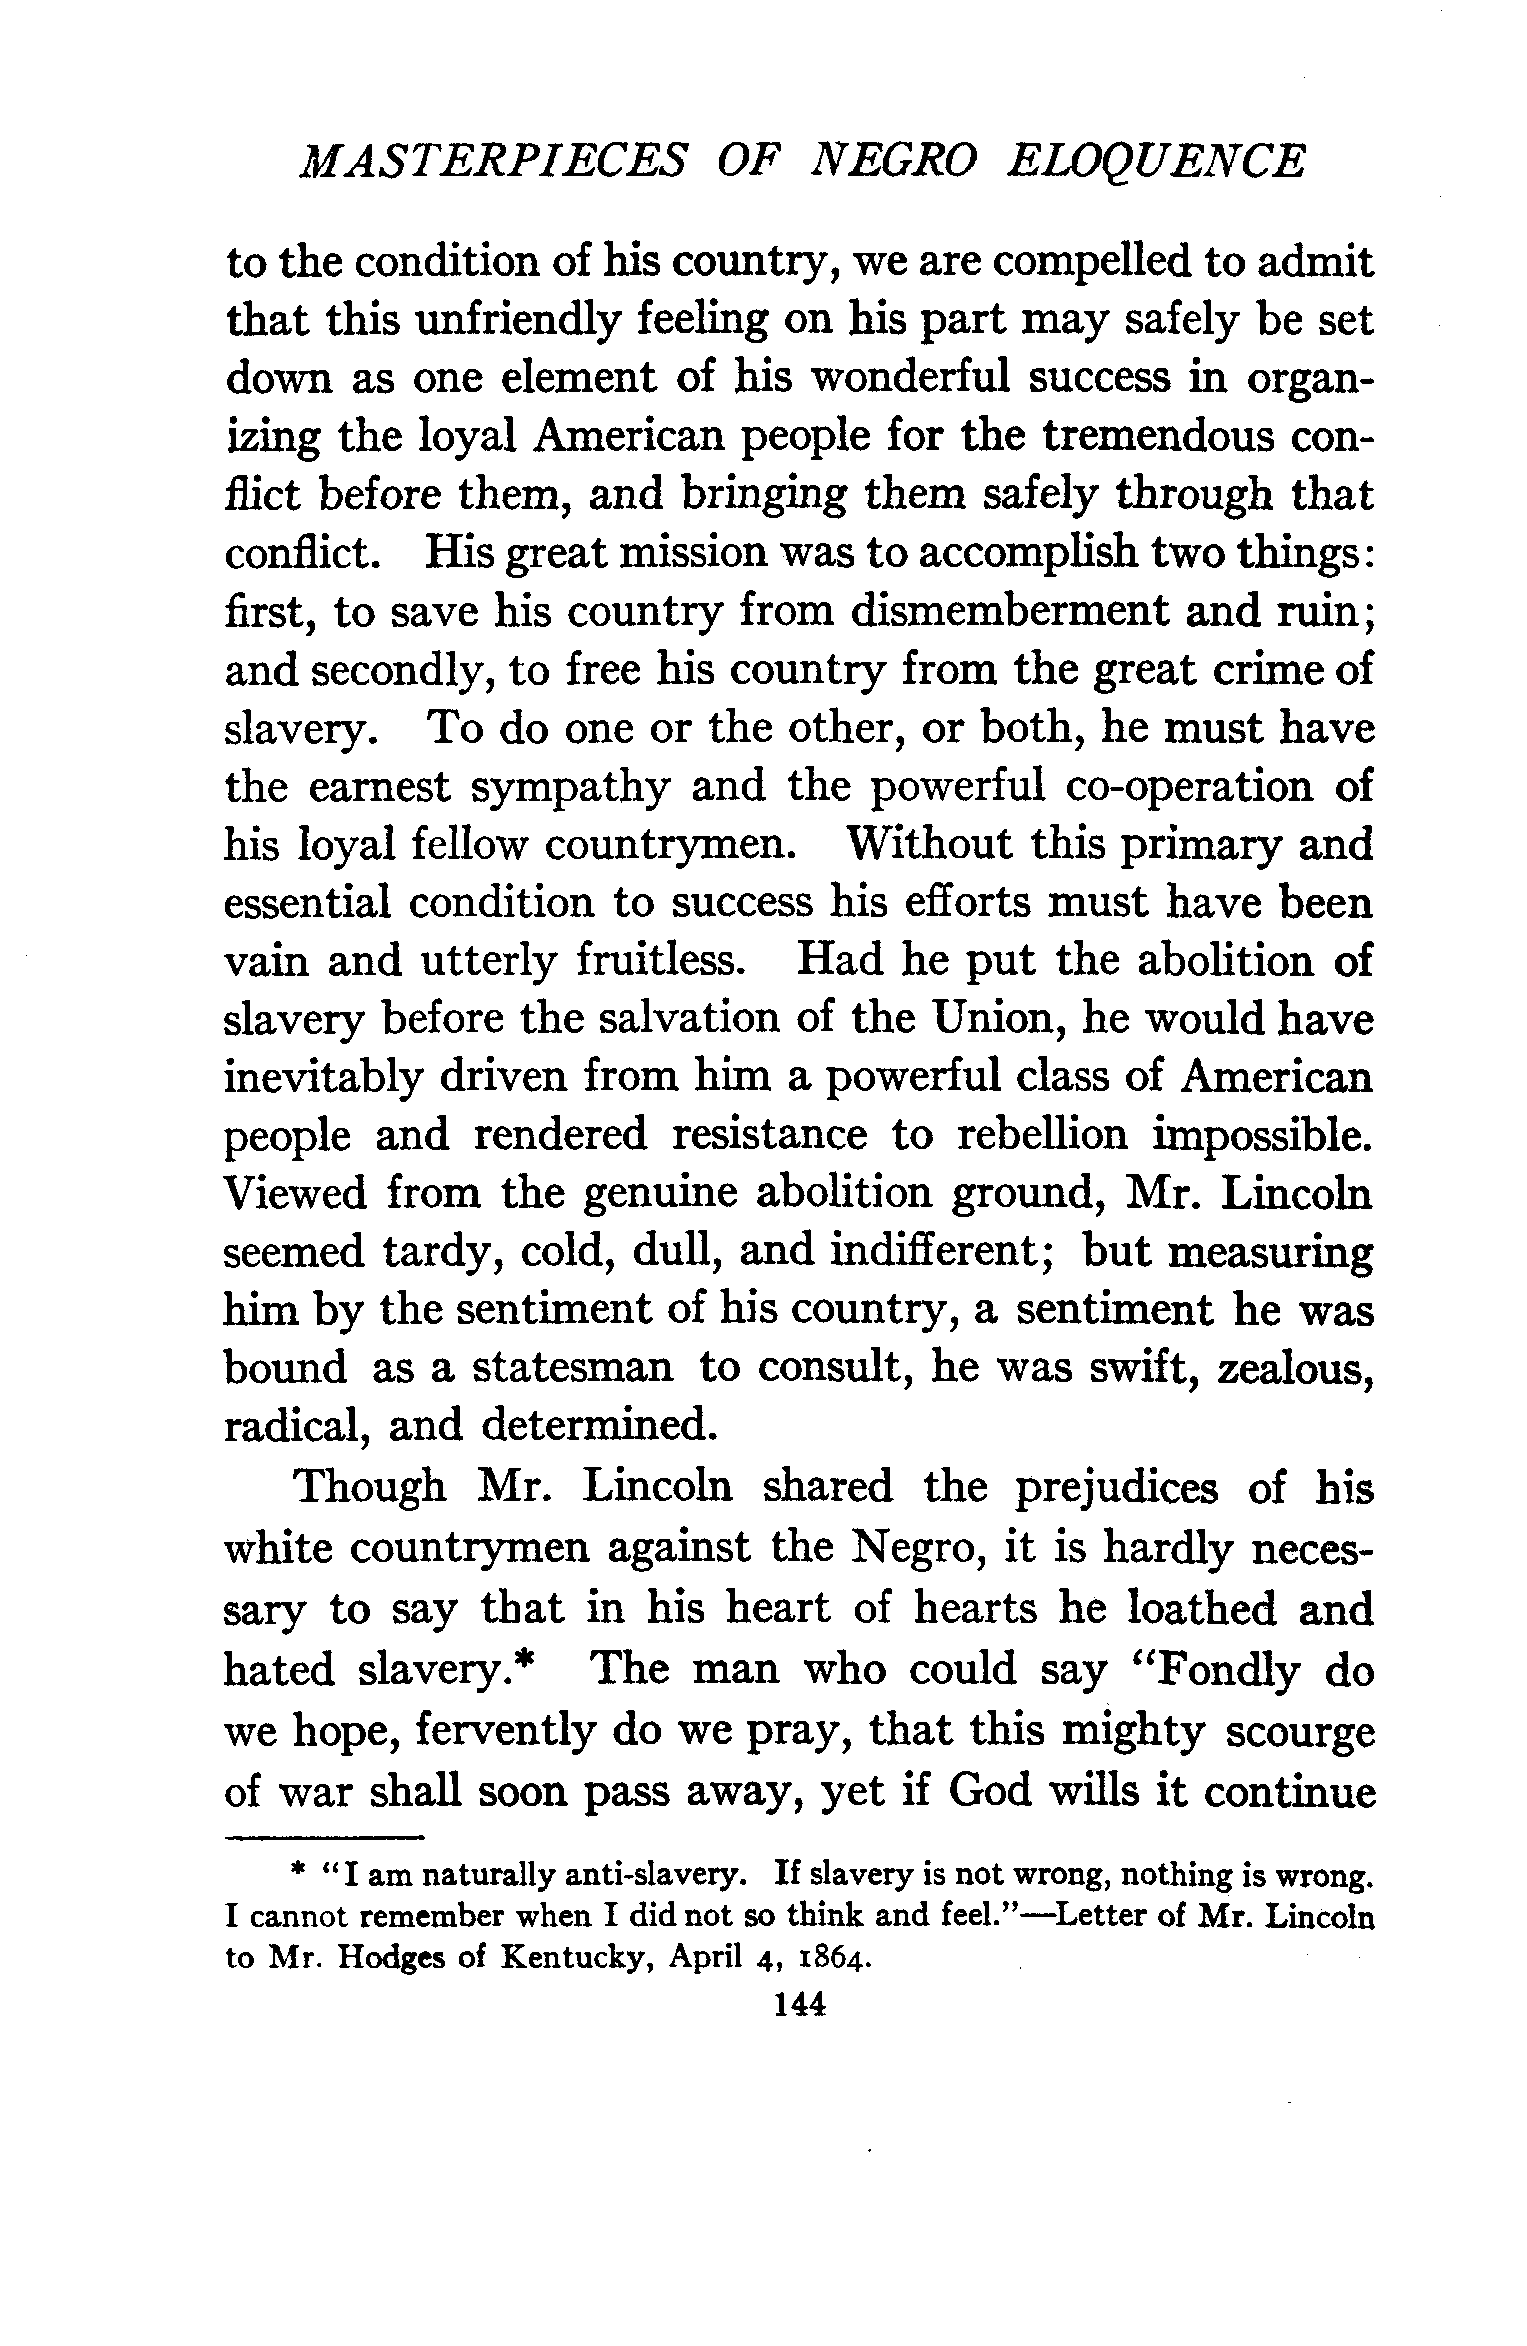 MASTERPIECES OF NEGRO ELOQUENCE
to the condition of his country, we are compelled to admit
that this unfriendly feeling on his part may safely be set
down as one element of his wonderful success in organ-
izing the loyal American people for the tremendous con-
flict before them, and bringing them safely through that
conflict. His great mission was to accomplish two things:
first, to save his country from dismemberment and ruin;
and secondly, to free his country from the great crime of
slavery. To do one or the other, or both, he must have
the earnest sympathy and the powerful co-operation of
his loyal fellow countrymen. Without this primary and
essential condition to success his efforts must have been
vain and utterly fruitless. Had he put the abolition of
slavery before the salvation of the Union, he would have
inevitably driven from him a powerful class of American
people and rendered resistance to rebellion impossible.
Viewed from the genuine abolition ground, Mr. Lincoln
seemed tardy, cold, dull, and indifferent; but measuring
him by the sentiment of his country, a sentiment he was
bound as a statesman to consult, he was swift, zealous,
radical, and determined.
Though Mr. Lincoln shared the prejudices of his
white countrymen against the Negro, it is hardly neces-
sary to say that in his heart of hearts he loathed and
hated slavery.* The man who could say "Fondly do
we hope, fervently do we pray, that this mighty scourge
of war shall soon pass away, yet if God wills it continue
* "I am naturally anti-slavery. If slavery is not wrong, nothing is wrong.
I cannot remember when I did not so think and feel."—Letter of Mr. Lincoln
to Mr. Hodges of Kentucky, April 4, 1864.
144